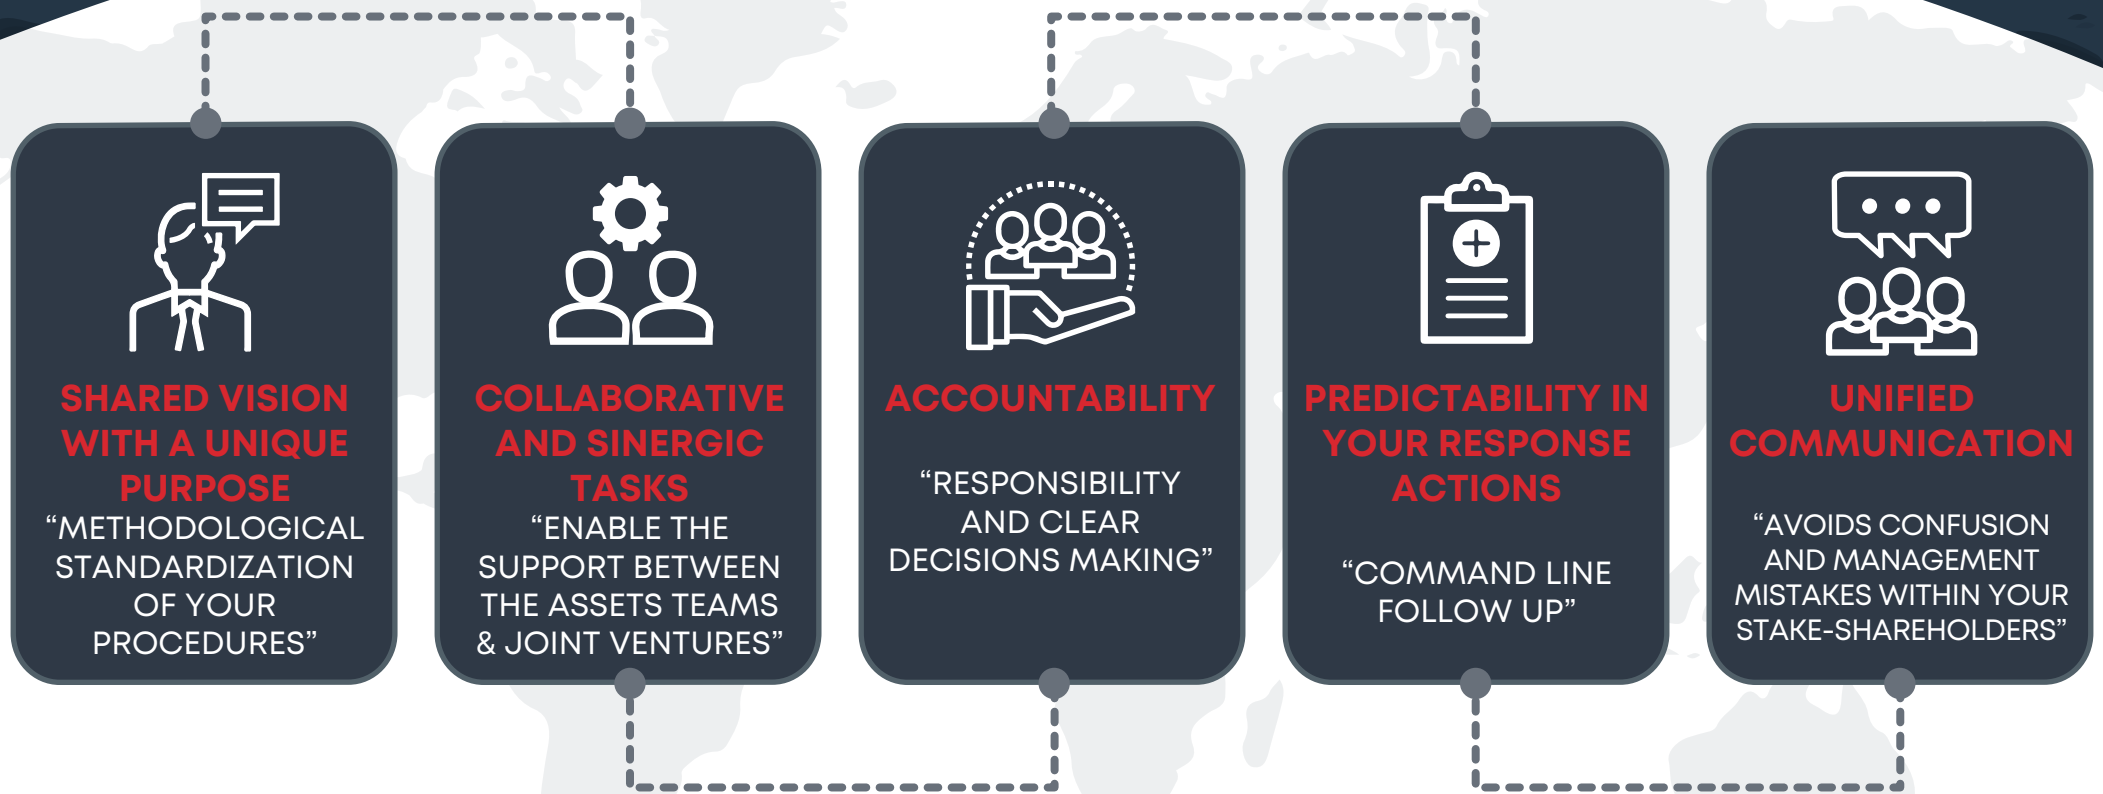 SHARED VISION
WITH A UNIQUE
PURPOSE
“METHODOLOGICAL
STANDARDIZATION
OF YOUR
PROCEDURES”
COLLABORATIVE
AND SINERGIC
TASKS
“ENABLE THE
SUPPORT BETWEEN
THE ASSETS TEAMS
& JOINT VENTURES”
ACCOUNTABILITY
“RESPONSIBILITY
AND CLEAR
DECISIONS MAKING”
PREDICTABILITY IN
YOUR RESPONSE
ACTIONS
“COMMAND LINE
FOLLOW UP”
UNIFIED
COMMUNICATION
“AVOIDS CONFUSION
AND MANAGEMENT
MISTAKES WITHIN YOUR
STAKE-SHAREHOLDERS”